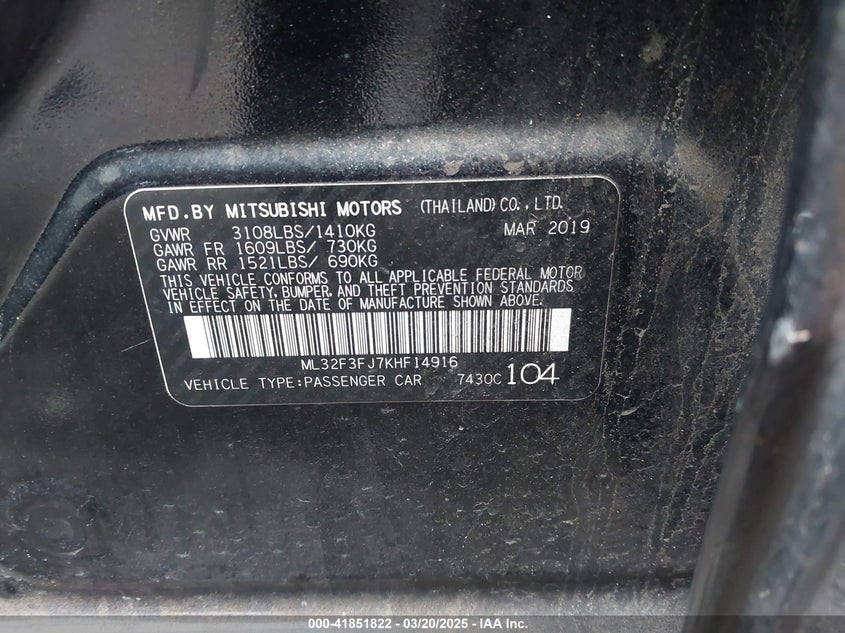 MFD.BY MITSUBISHI MOTORS (THAILAND)CO.,LTD.
GVWR 3108LBS/1410KG MAR 2019
GAWR FR 1609LBS/ 730KG
GAWR RR 1521LBS/ 690KG
THIS VEHICLE CONFORMS TO ALL APPLICABLE FEDERAL MOTOR
VEHICLE SAFETY, BUMPER, AND THEFT PREVENTION STANDARDS
IN EFFECT ON THE DATE OF MANUFACTURE SHOWN ABOVE.
ML32F3FJ7KHF14916
VEHICLE TYPE:PASSENGER CAR 7430C 104
000-41851822 - 03/20/2025 - IAA Inc.